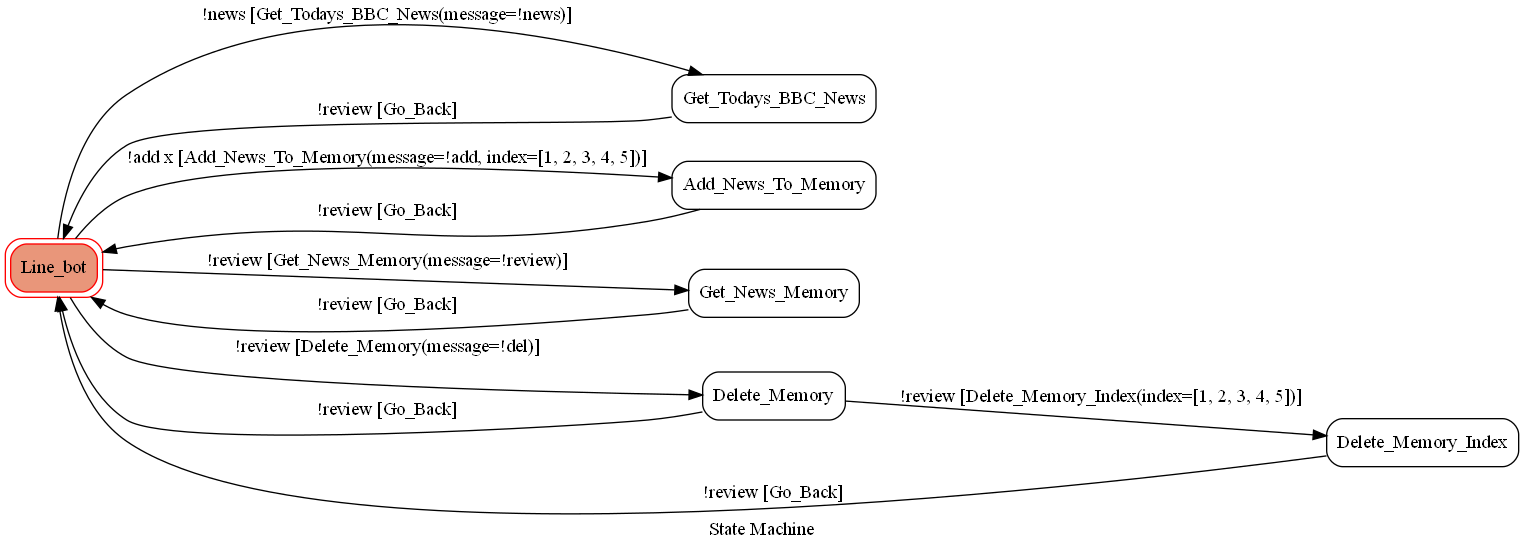 !news [Get_Todays_BBC_News(message=!news)]
Get_Todays_BBC_News
!review [Go_Back]
!add x [Add_News_To_Memory(message=!add, index=[1, 2, 3, 4, 5])]
Add_News_To_Memory
!review [Go_Back]
Line_bot
!review [Get_News_Memory(message=!review)]
Get_News_Memory
!review [Go_Back]
!review [Delete_Memory(message=!del)]
Delete_Memory
!review [Go_Back]
!review [Delete_Memory_Index(index=[1, 2, 3, 4, 5])]
Delete_Memory_Index
!review [Go_Back]
State Machine